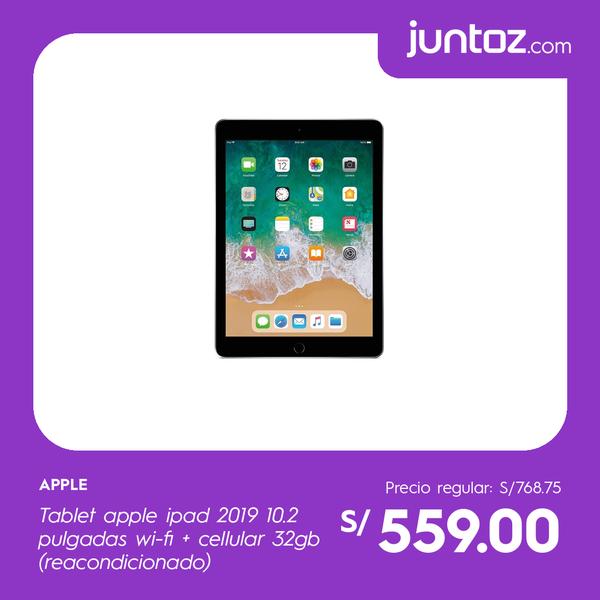 juntoz.com
APPLE
Precio regular: S/768.75
Tablet apple ipad 2019 10.2
pulgadas wi-fi + cellular 32gb
(reacondicionado)
S/ 559.00